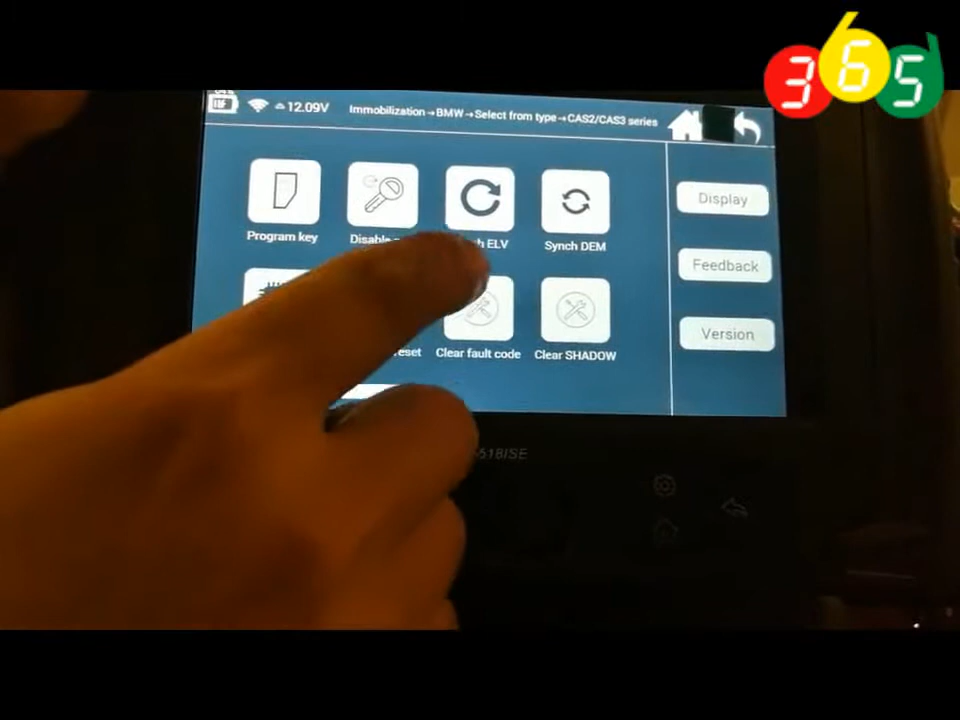 365
12.09V
Immobilization→BMW→Select from type→CAS2/CAS3 series
Program key
Synch DEM
Display
Feedback
Clear fault code
Clear SHADOW
Version